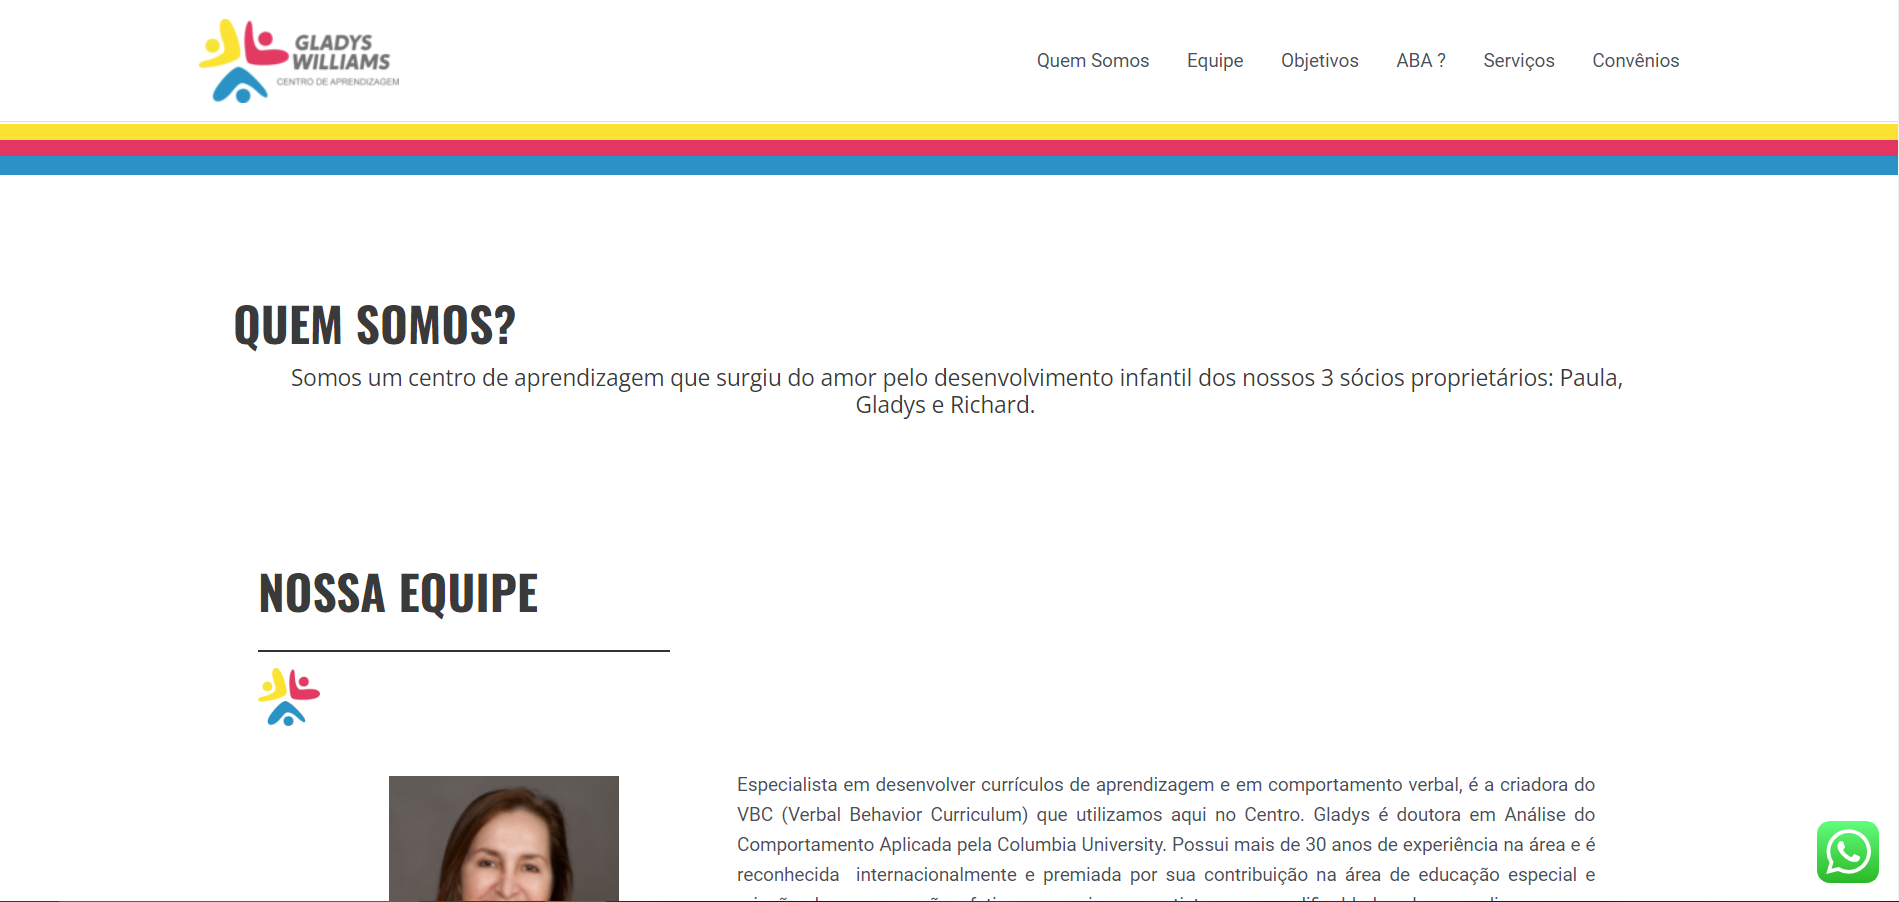 GLADYS
WILLIAMS
CENTRO DE APRENDIZAGEM
Quem Somos
Equipe
Objetivos
ABA ?
Serviços
Convênios
QUEM SOMOS?
Somos um centro de aprendizagem que surgiu do amor pelo desenvolvimento infantil dos nossos 3 sócios proprietários: Paula,
Gladys e Richard.
NOSSA EQUIPE
Especialista em desenvolver currículos de aprendizagem e em comportamento verbal, é a criadora do
VBC (Verbal Behavior Curriculum) que utilizamos aqui no Centro. Gladys é doutora em Análise do
Comportamento Aplicada pela Columbia University. Possui mais de 30 anos de experiência na área e é
reconhecida internacionalmente e premiada por sua contribuição na área de educação especial e